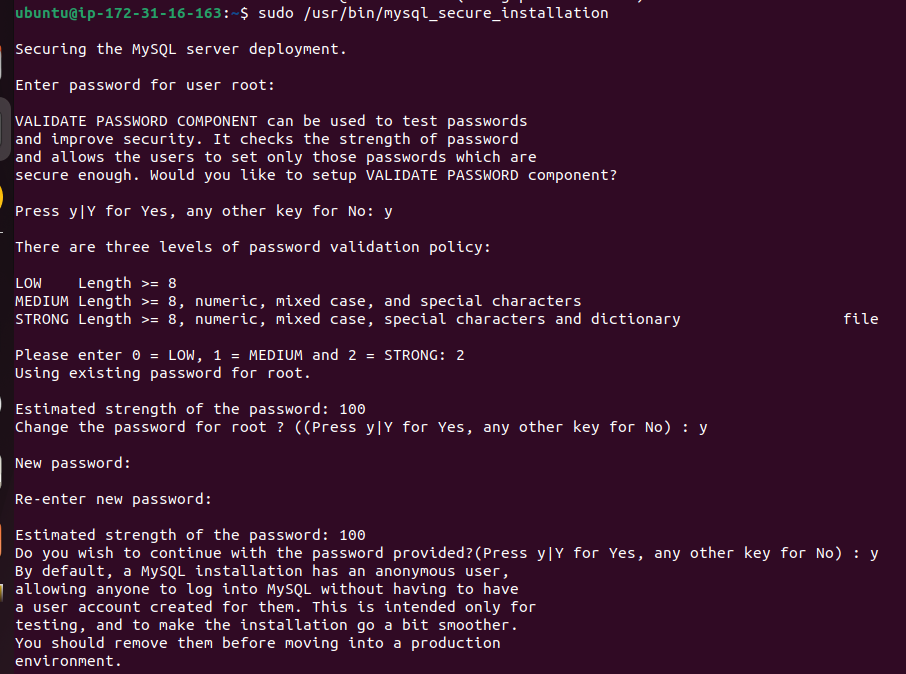 ubuntu@ip-172-31-16-163:~$ sudo /usr/bin/mysql_secure_installation
Securing the MySQL server deployment.
Enter password for user root:
VALIDATE PASSWORD COMPONENT can be used to test passwords
and improve security. It checks the strength of password
and allows the users to set only those passwords which are
secure enough. Would you like to setup VALIDATE PASSWORD component?
Press y|Y for Yes, any other key for No: y
There are three levels of password validation policy:
LOW    Length >= 8
MEDIUM Length >= 8, numeric, mixed case, and special characters
STRONG Length >= 8, numeric, mixed case, special characters and dictionary                  file
Please enter 0 = LOW, 1 = MEDIUM and 2 = STRONG: 2
Using existing password for root.
Estimated strength of the password: 100
Change the password for root ? ((Press y|Y for Yes, any other key for No) : y
New password:
Re-enter new password:
Estimated strength of the password: 100
Do you wish to continue with the password provided?(Press y|Y for Yes, any other key for No) : y
By default, a MySQL installation has an anonymous user,
allowing anyone to log into MySQL without having to have
a user account created for them. This is intended only for
testing, and to make the installation go a bit smoother.
You should remove them before moving into a production
environment.